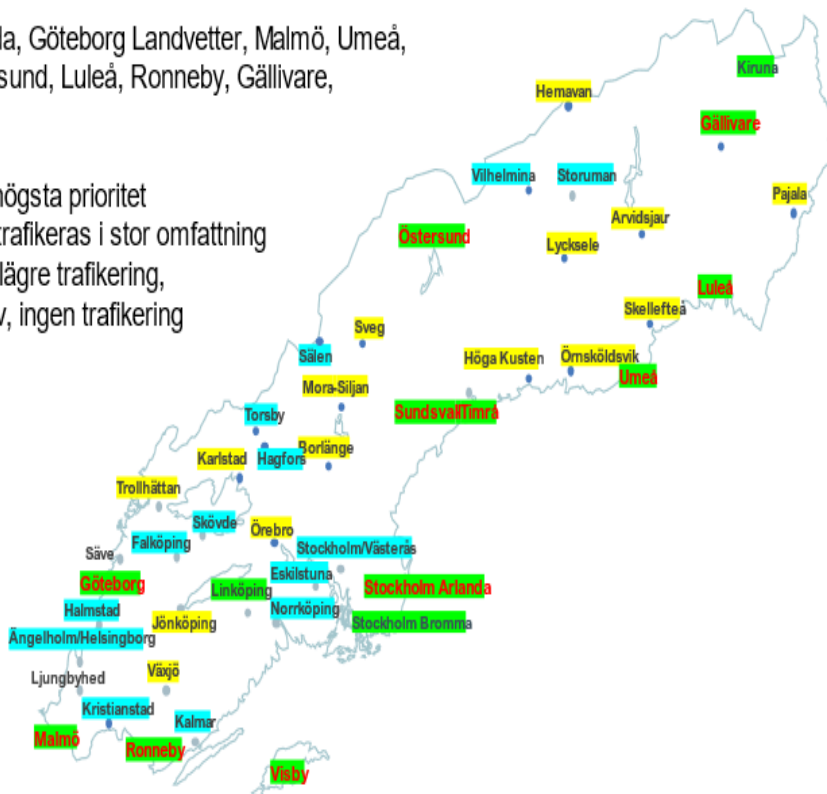 Göteborg Landvetter, Malmö, Umeå,
Luleå, Ronneby, Gällivare,
högsta prioritet
trafikeras i stor omfattning
lägre trafikering,
ingen trafikering
Kiruna
Hemavan
Gällivare
Vilhelmina
Storuman
Pajala
Arvidsjaur
Östersund
Lycksele
Luleå
Skellefteå
Sveg
Sälen
Höga Kusten
Örnsköldsvik
Umeå
Mora-Siljan
Sundsvall Timrå
Torsby
Borlänge
Karlstad
Hagfors
Trollhättan
Skövde
Örebro
Falköping
Stockholm/Västerås
Säve
Eskilstuna
Göteborg
Linköping
Stockholm Arlanda
Halmstad
Norrköping
Jönköping
Stockholm Bromma
Ängelholm/Helsingborg
Växjö
Ljungbyhed
Kristianstad
Kalmar
Malmö
Ronneby
Visby